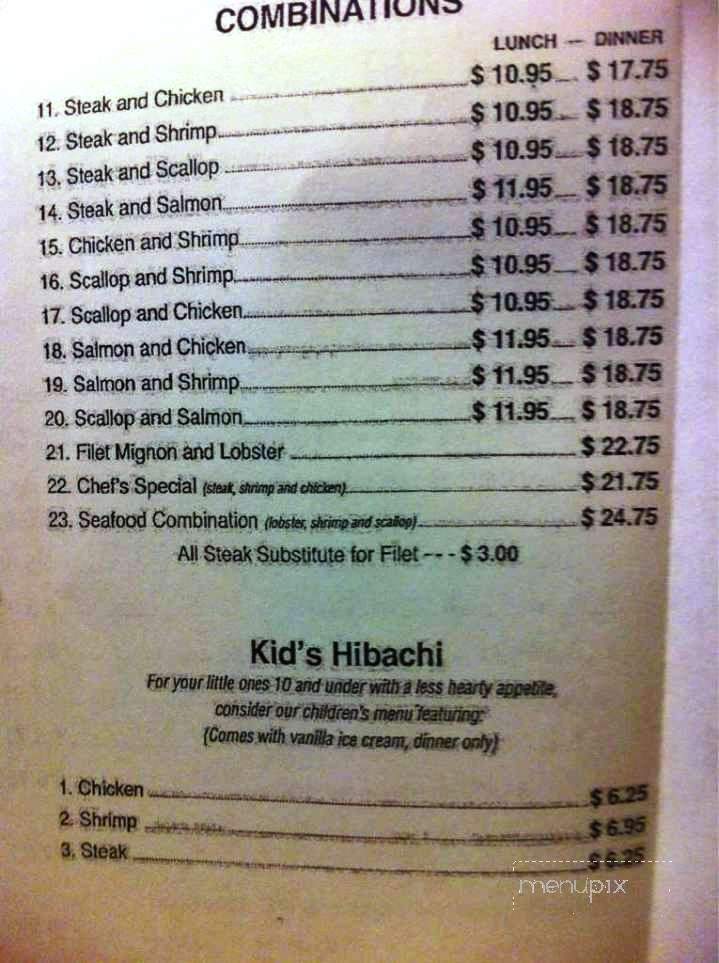 COMBINATIONS
LUNCH -- DINNER
11. Steak and Chicken $ 10.95 $ 17.75
12. Steak and Shrimp $ 10.95 $ 18.75
13. Steak and Scallop $ 10.95 $ 18.75
14. Steak and Salmon $ 11.95 $ 18.75
15. Chicken and Shrimp $ 10.95 $ 18.75
16. Scallop and Shrimp $ 10.95 $ 18.75
17. Scallop and Chicken $ 10.95 $ 18.75
18. Salmon and Chicken $ 11.95 $ 18.75
19. Salmon and Shrimp $ 11.95 $ 18.75
20. Scallop and Salmon $ 11.95 $ 18.75
21. Filet Mignon and Lobster $ 22.75
22. Chef's Special (steak, shrimp and chicken) $ 21.75
23. Seafood Combination (lobster, shrimp and scallop) $ 24.75
All Steak Substitute for Filet --- $ 3.00
Kid's Hibachi
For your little ones 10 and under with a less hearty appetite,
consider our children's menu featuring:
(Comes with vanilla ice cream, dinner only)
1. Chicken $ 6.25
2. Shrimp $ 6.95
3. Steak
menupix